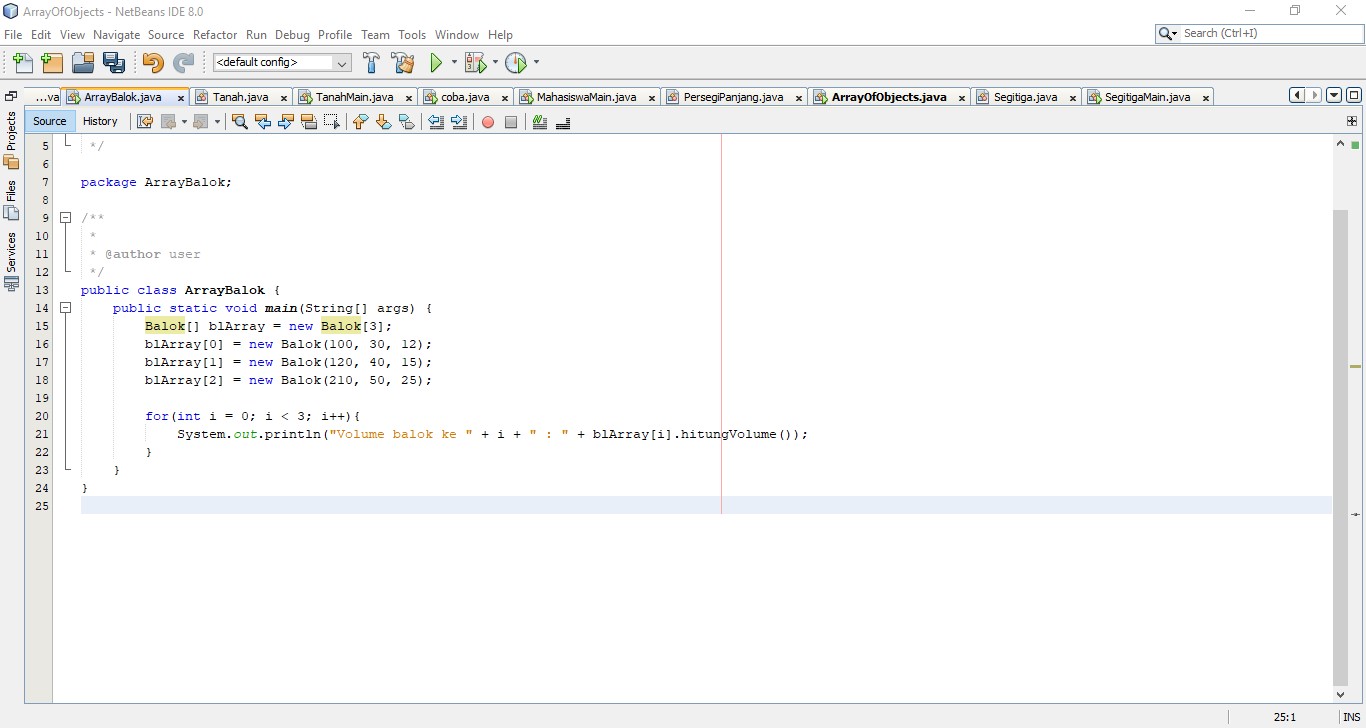 ArrayOfObjects - NetBeans IDE 8.0
File Edit View Navigate Source Refactor Run Debug Profile Team Tools Window Help
Search (Ctrl+I)
<default config>
...va ArrayBalok.java Tanah.java TanahMain.java coba.java MahasiswaMain.java PersegiPanjang.java ArrayOfObjects.java Segitiga.java SegitigaMain.java
Source History
Projects
Files
Services
5 */
6
7 package ArrayBalok;
8
9 /**
10 *
11 * @author user
12 */
13 public class ArrayBalok {
14 public static void main(String[] args) {
15 Balok[] blArray = new Balok[3];
16 blArray[0] = new Balok(100, 30, 12);
17 blArray[1] = new Balok(120, 40, 15);
18 blArray[2] = new Balok(210, 50, 25);
19
20 for(int i = 0; i < 3; i++){
21 System.out.println("Volume balok ke " + i + " : " + blArray[i].hitungVolume());
22 }
23 }
24 }
25
25:1 INS